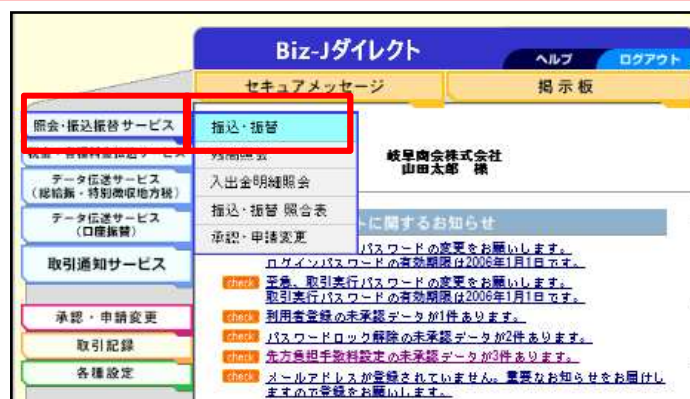 Biz-Jダイレクト
ヘルプ
ログアウト
セキュアメッセージ
掲示板
照会・振込振替サービス
振込・振替
残高照会
岐阜商会株式会社
山田太郎 様
データ伝送サービス
(総給振・特別徴収地方税)
入出金明細照会
データ伝送サービス
(口座振替)
振込・振替 照合表
トに関するお知らせ
承認・申請変更
取引通知サービス
パスワードの変更をお願いします。
ログインパスワードの有効期限は2006年1月1日です。
check 至急、取引実行パスワードの変更をお願いします。
取引実行パスワードの有効期限は2006年1月1日です。
承認・申請変更
check 利用者登録の未承認データが1件あります。
check パスワードロック解除の未承認データが2件あります。
取引記録
check 先方負担手数料設定の未承認データが3件あります。
各種設定
check メールアドレスが登録されていません。重要なお知らせをお届けし
ますので登録をお願いします。